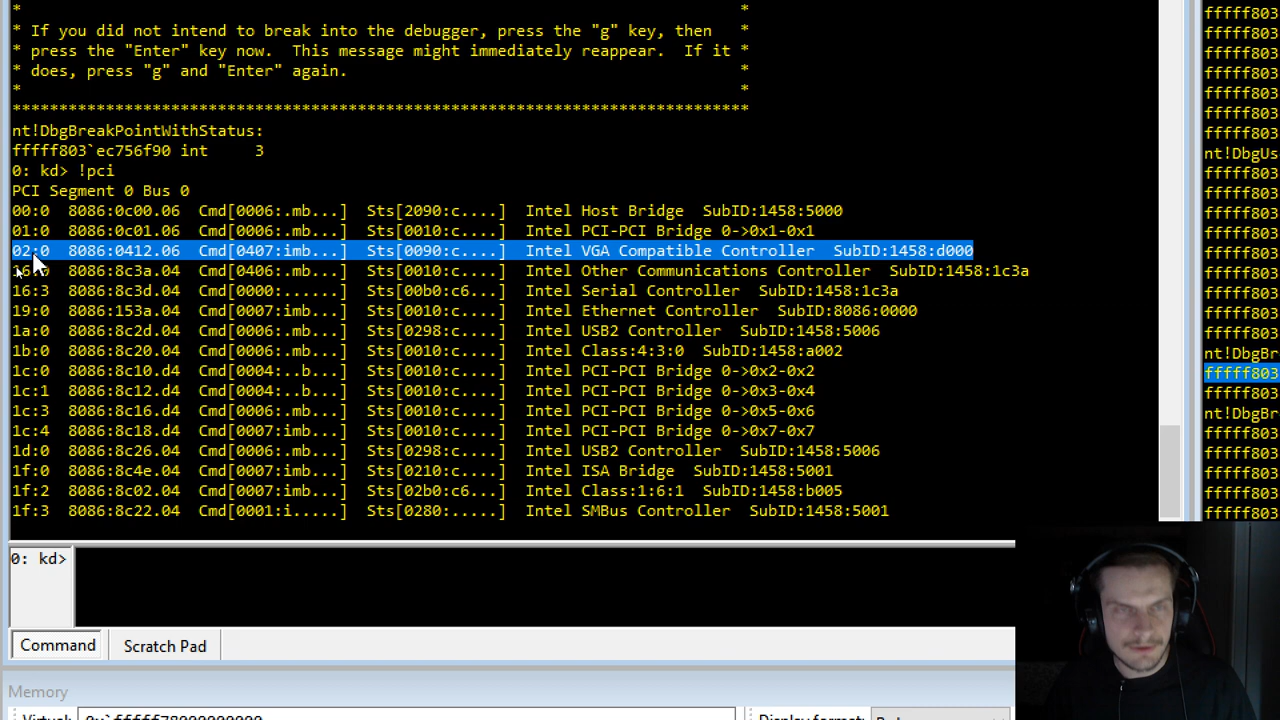 *                                                                              *
* If you did not intend to break into the debugger, press the "g" key, then    *
* press the "Enter" key now.  This message might immediately reappear.  If it *
* does, press "g" and "Enter" again.                                           *
*                                                                              *
*******************************************************************************
nt!DbgBreakPointWithStatus:
fffff803`ec756f90 int     3
0: kd> !pci
PCI Segment 0 Bus 0
00:0  8086:0c00.06  Cmd[0006:.mb...]  Sts[2090:c....]  Intel Host Bridge  SubID:1458:5000
01:0  8086:0c01.06  Cmd[0006:.mb...]  Sts[0010:c....]  Intel PCI-PCI Bridge 0->0x1-0x1
02:0  8086:0412.06  Cmd[0407:imb...]  Sts[0090:c....]  Intel VGA Compatible Controller  SubID:1458:d000
8086:8c3a.04  Cmd[0406:.mb...]  Sts[0010:c....]  Intel Other Communications Controller  SubID:1458:1c3a
16:3  8086:8c3d.04  Cmd[0000:......]  Sts[00b0:c6...]  Intel Serial Controller  SubID:1458:1c3a
19:0  8086:153a.04  Cmd[0006:.mb...]  Sts[0010:c....]  Intel Ethernet Controller  SubID:8086:0000
1a:0  8086:8c2d.04  Cmd[0006:.mb...]  Sts[0298:c....]  Intel USB2 Controller  SubID:1458:5006
1b:0  8086:8c20.04  Cmd[0006:.mb...]  Sts[0010:c....]  Intel Class:4:3:0  SubID:1458:a002
1c:0  8086:8c10.d4  Cmd[0004:..b...]  Sts[0010:c....]  Intel PCI-PCI Bridge 0->0x2-0x2
1c:1  8086:8c12.d4  Cmd[0004:..b...]  Sts[0010:c....]  Intel PCI-PCI Bridge 0->0x3-0x4
1c:3  8086:8c16.d4  Cmd[0006:.mb...]  Sts[0010:c....]  Intel PCI-PCI Bridge 0->0x5-0x6
1c:4  8086:8c18.d4  Cmd[0007:imb...]  Sts[0010:c....]  Intel PCI-PCI Bridge 0->0x7-0x7
1d:0  8086:8c26.04  Cmd[0006:.mb...]  Sts[0298:c....]  Intel USB2 Controller  SubID:1458:5006
1f:0  8086:8c4e.04  Cmd[0007:imb...]  Sts[0210:c....]  Intel ISA Bridge  SubID:1458:5001
1f:2  8086:8c02.04  Cmd[0007:imb...]  Sts[02b0:c6...]  Intel Class:1:6:1  SubID:1458:b005
1f:3  8086:8c22.04  Cmd[0001:i.....]  Sts[0280:.....]  Intel SMBus Controller  SubID:1458:5001
0: kd>
Command
Scratch Pad
Memory
fffff803
fffff803
fffff803
fffff803
fffff803
fffff803
fffff803
nt!DbgUs
fffff803
fffff803
fffff803
fffff803
fffff803
fffff803
fffff803
fffff803
fffff803
nt!DbgBr
fffff803
fffff803
nt!DbgBr
fffff803
fffff803
fffff803
fffff803
fffff803